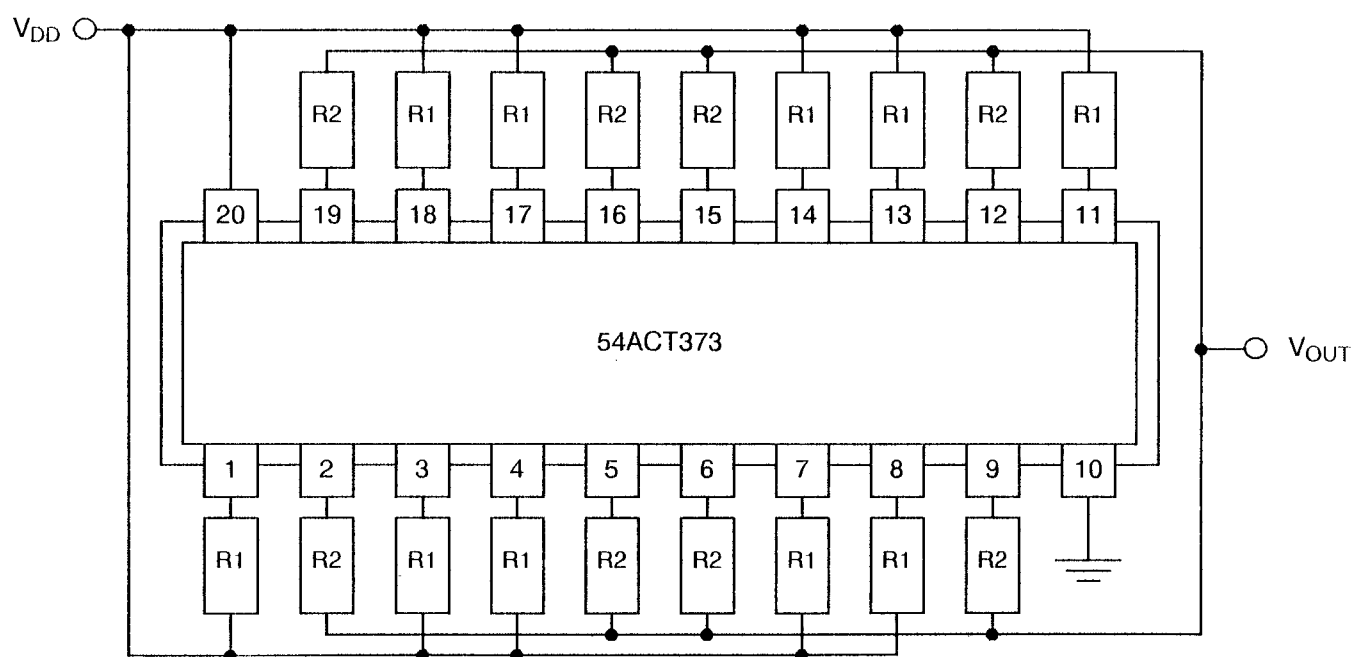 V_DD
R2 R1 R1 R2 R2 R1 R1 R2 R1
20 19 18 17 16 15 14 13 12 11
54ACT373
V_OUT
1 2 3 4 5 6 7 8 9 10
R1 R2 R1 R1 R2 R2 R1 R1 R2